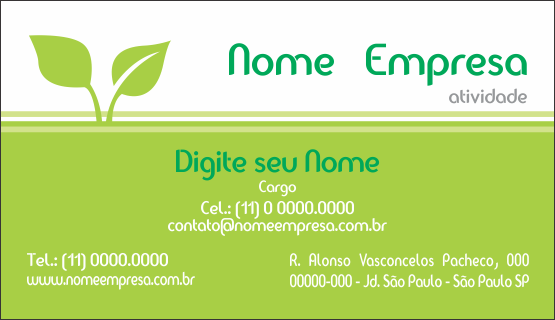 Nome Empresa
atividade
Digite seu Nome
Cargo
Cel.: (11) 0 0000.0000
contato@nomeempresa.com.br
Tel.: (11) 0000.0000
www.nomeempresa.com.br
R. Alonso Vasconcelos Pacheco, 000
00000-000 - Jd. São Paulo - São Paulo SP